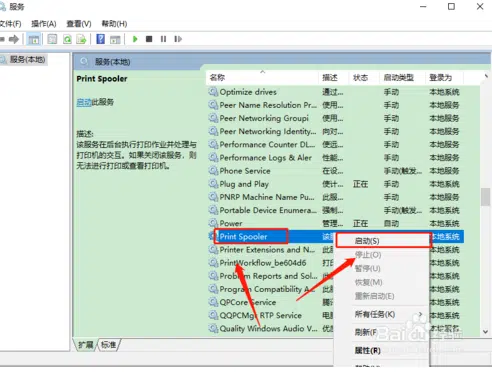 服务
文件(F) 操作(A) 查看(V) 帮助(H)
服务(本地)
服务(本地)
Print Spooler
启动此服务
描述:
该服务在后台执行打印作业并处理与
打印机的交互。如果关闭该服务，则
无法进行打印或查看打印机。
名称 描述 状态 启动类型 登录为
Optimize drives 通过... 手动 本地系统
Peer Name Resolution Pr... 使用... 手动 本地服务
Peer Networking Groupi 使用... 手动 本地服务
Peer Networking Identity... 向对... 手动 本地服务
Performance Counter DL... 使远... 手动 本地服务
Performance Logs & Aler 性能... 手动 本地服务
Phone Service 在设... 手动(触发... 本地服务
Plug and Play 使计... 正在 手动 本地系统
PNRP Machine Name Pu... 此服... 手动 本地服务
Portable Device Enumera... 强制... 手动(触发... 本地系统
Power 管理... 正在 自动 本地系统
Print Spooler 该服 本地系统
Printer Extensions and N... 此服 本地系统
PrintWorkflow_be604d6 打印 本地系统
Problem Reports and Sol... 此服 本地系统
Program Compatibility A... 此服 本地系统
QPCore Service 腾讯 本地系统
QQPCMgr RTP Service 电脑 本地系统
Quality Windows Audio V... 优质 本地服务
启动(S)
停止(O)
暂停(U)
恢复(M)
重新启动(E)
所有任务(K)
刷新(F)
属性(R)
扩展 标准